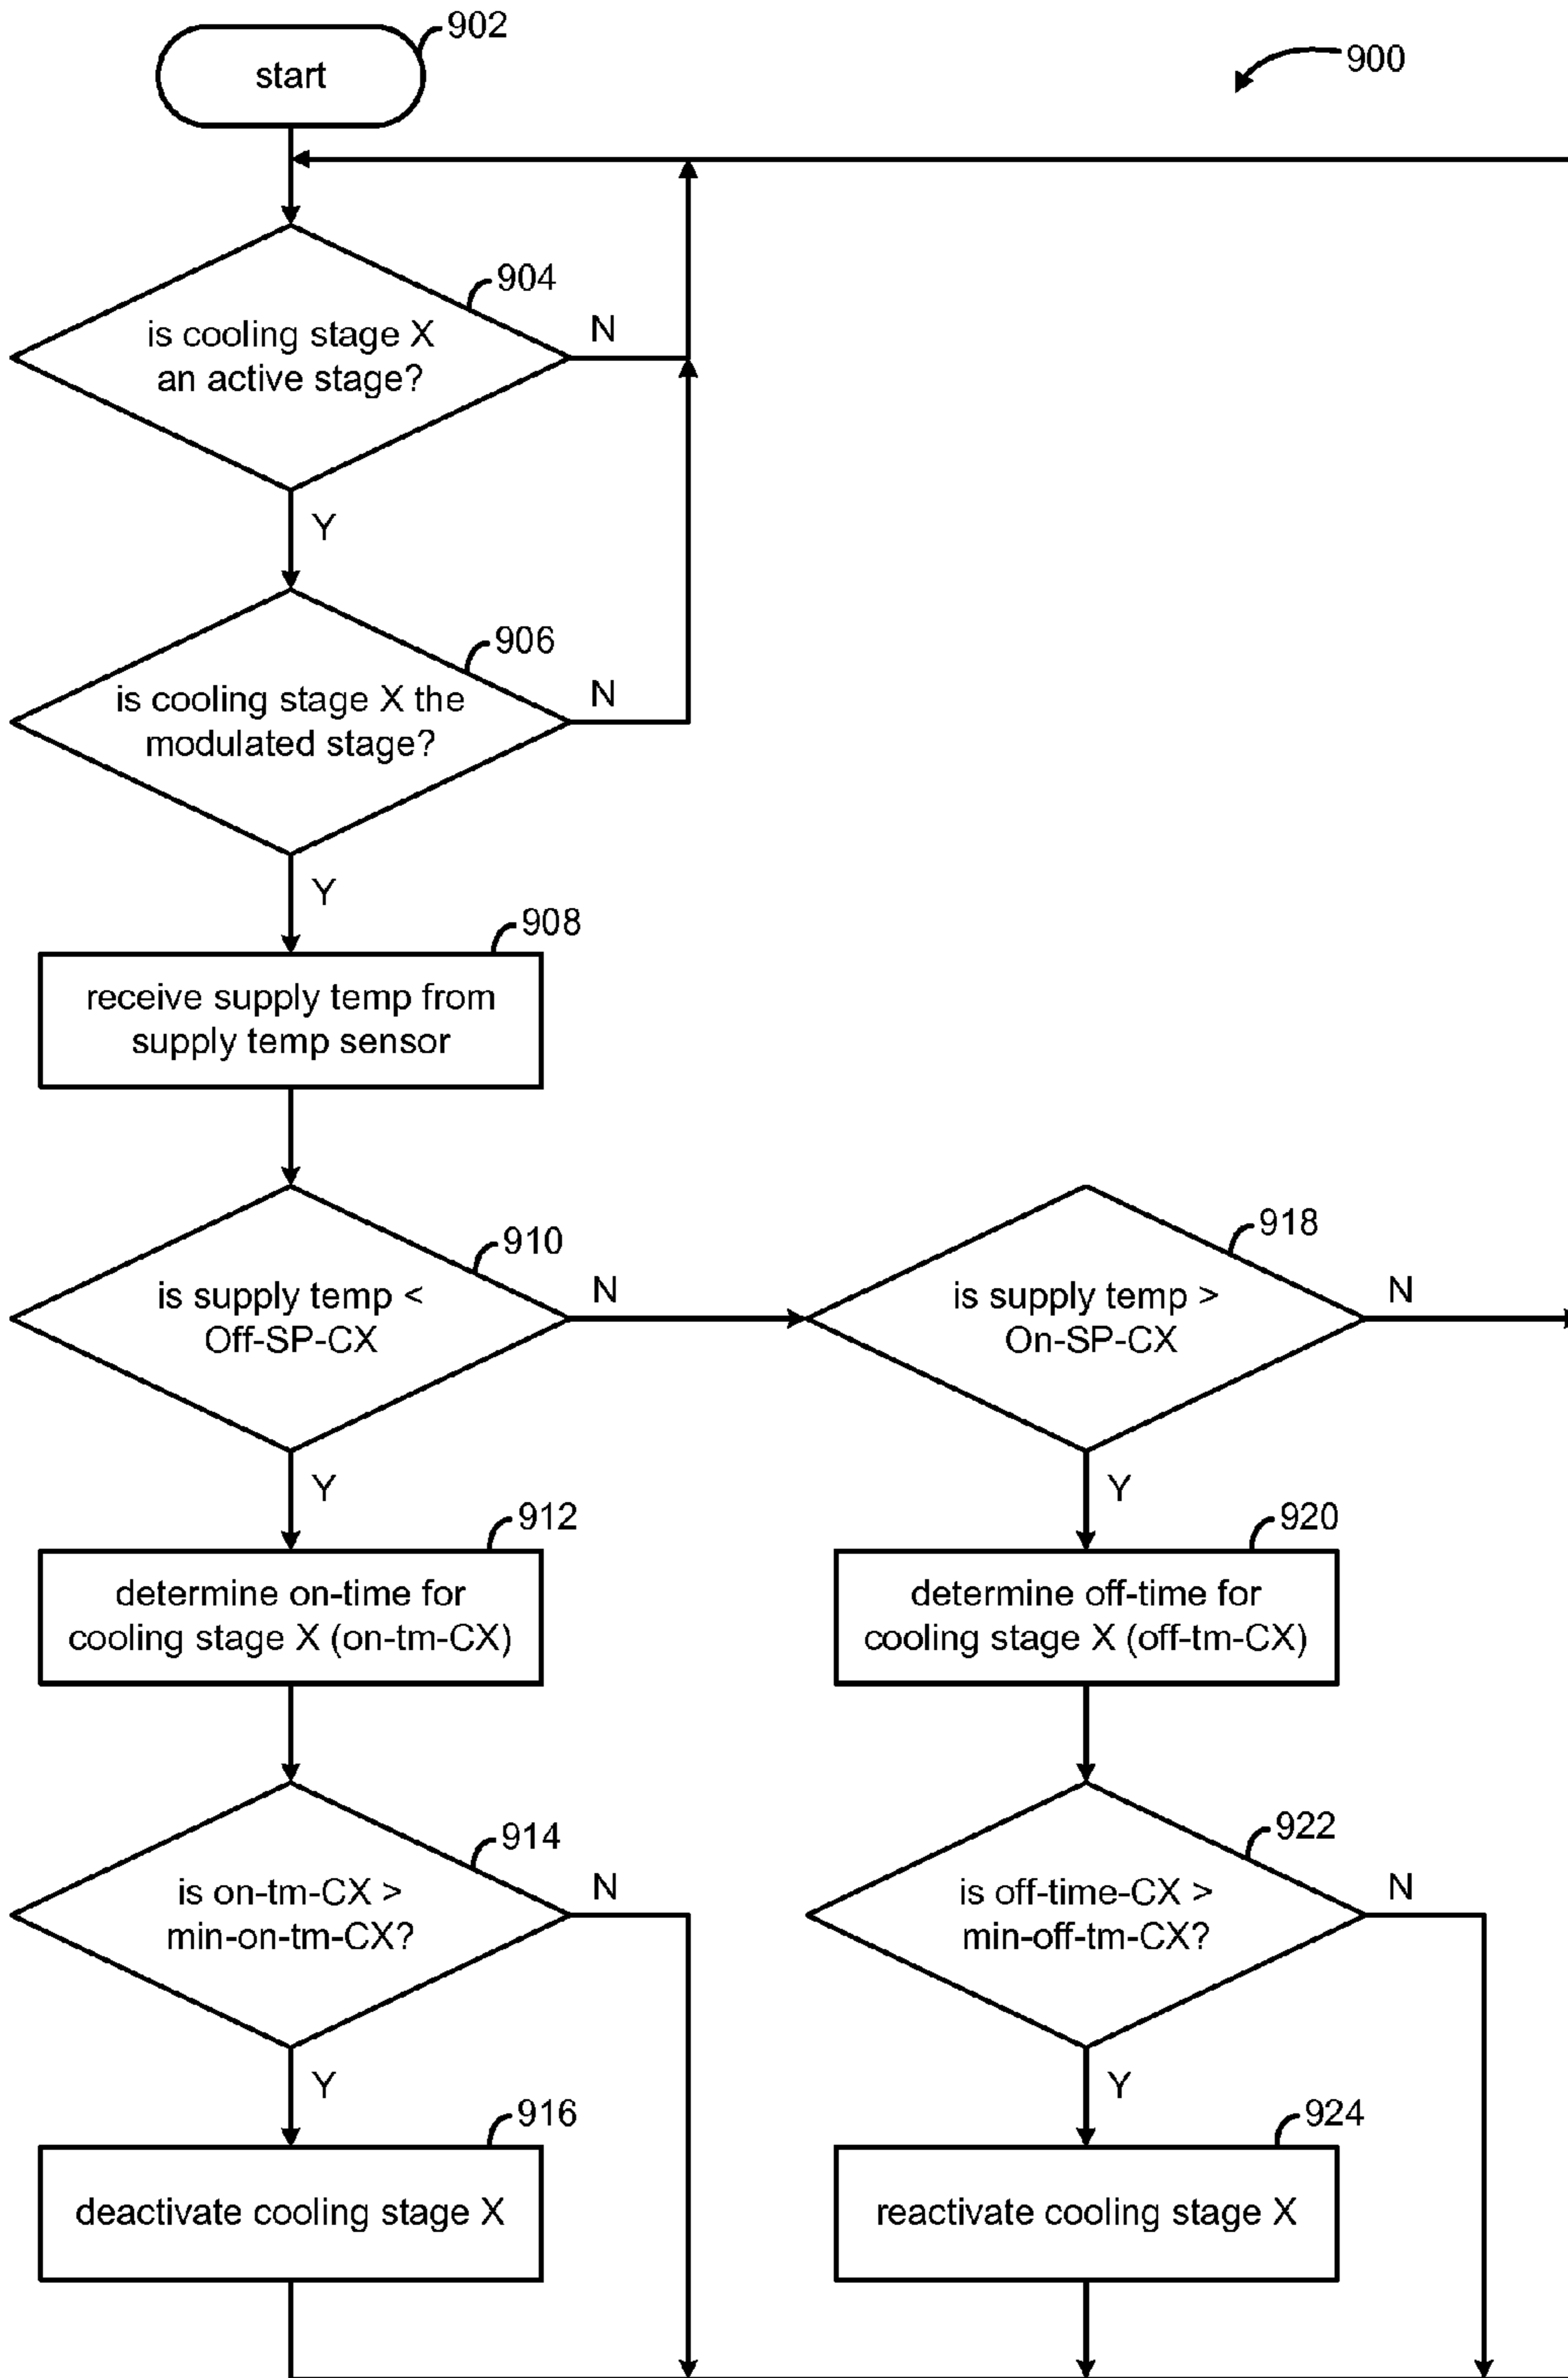 902
start
900
904
is cooling stage X
an active stage?
N
Y
906
is cooling stage X the
modulated stage?
N
Y
908
receive supply temp from
supply temp sensor
910
is supply temp <
Off-SP-CX
N
918
is supply temp >
On-SP-CX
N
Y
Y
912
determine on-time for
cooling stage X (on-tm-CX)
920
determine off-time for
cooling stage X (off-tm-CX)
914
is on-tm-CX >
min-on-tm-CX?
N
922
is off-time-CX >
min-off-tm-CX?
N
Y
Y
916
deactivate cooling stage X
924
reactivate cooling stage X